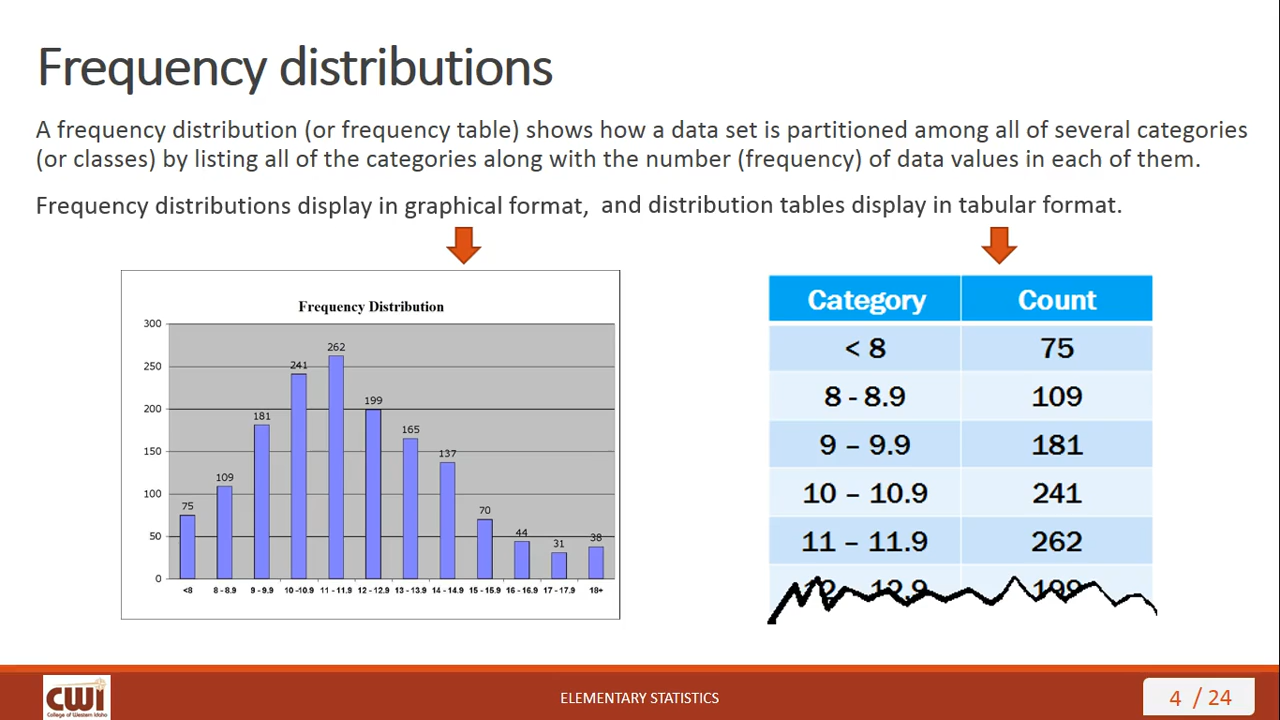 Frequency distributions
A frequency distribution (or frequency table) shows how a data set is partitioned among all of several categories
(or classes) by listing all of the categories along with the number (frequency) of data values in each of them.
Frequency distributions display in graphical format, and distribution tables display in tabular format.
Frequency Distribution
300
250
200
150
100
50
0
75
109
181
241
262
199
165
137
70
44
31
38
<8 8 - 8.9 9 - 9.9 10 -10.9 11 - 11.9 12 - 12.9 13 - 13.9 14 - 14.9 15 - 15.9 16 - 16.9 17 - 17.9 18+
Category Count
< 8 75
8 - 8.9 109
9 – 9.9 181
10 – 10.9 241
11 – 11.9 262
12 – 12.9 199
CWI
College of Western Idaho
ELEMENTARY STATISTICS
4 / 24